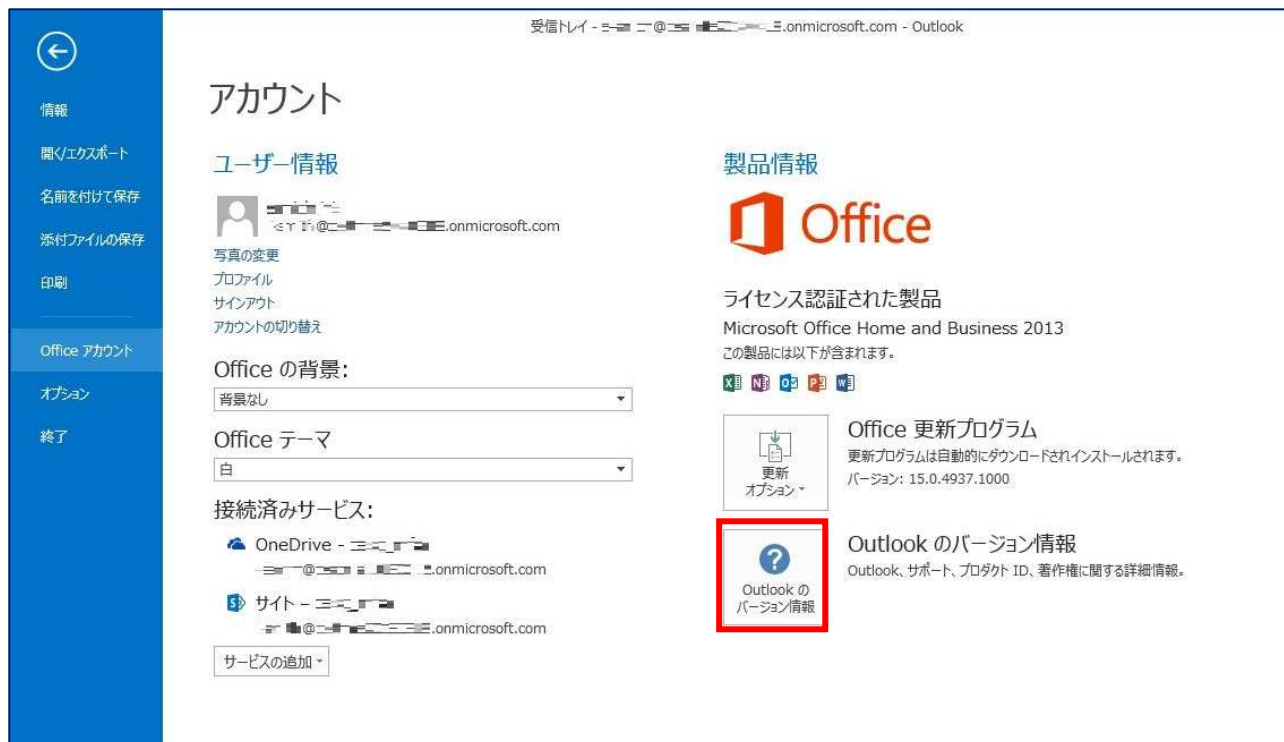 受信トレイ - @ .onmicrosoft.com - Outlook
情報
開く/エクスポート
名前を付けて保存
添付ファイルの保存
印刷
Office アカウント
オプション
終了
アカウント
ユーザー情報
@ .onmicrosoft.com
写真の変更
プロファイル
サインアウト
アカウントの切り替え
Office の背景:
背景なし
Office テーマ
白
接続済みサービス:
OneDrive -
@ .onmicrosoft.com
サイト -
@ .onmicrosoft.com
サービスの追加
製品情報
Office
ライセンス認証された製品
Microsoft Office Home and Business 2013
この製品には以下が含まれます。
更新
オプション
Office 更新プログラム
更新プログラムは自動的にダウンロードされインストールされます。
バージョン: 15.0.4937.1000
Outlook の
バージョン情報
Outlook のバージョン情報
Outlook、サポート、プロダクト ID、著作権に関する詳細情報。